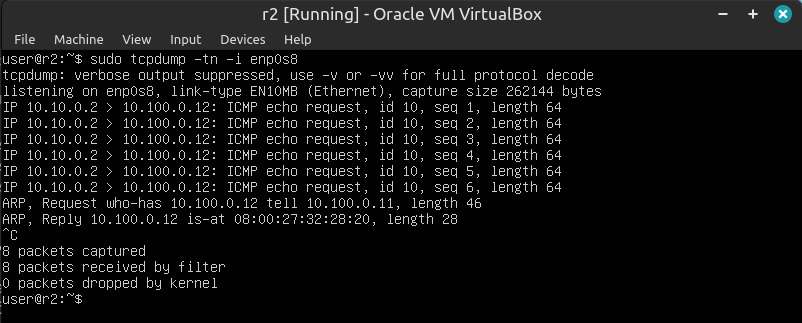 r2 [Running] - Oracle VM VirtualBox
File Machine View Input Devices Help
user@r2:~$ sudo tcpdump -tn -i enp0s8
tcpdump: verbose output suppressed, use -v or -vv for full protocol decode
listening on enp0s8, link-type EN10MB (Ethernet), capture size 262144 bytes
IP 10.10.0.2 > 10.100.0.12: ICMP echo request, id 10, seq 1, length 64
IP 10.10.0.2 > 10.100.0.12: ICMP echo request, id 10, seq 2, length 64
IP 10.10.0.2 > 10.100.0.12: ICMP echo request, id 10, seq 3, length 64
IP 10.10.0.2 > 10.100.0.12: ICMP echo request, id 10, seq 4, length 64
IP 10.10.0.2 > 10.100.0.12: ICMP echo request, id 10, seq 5, length 64
IP 10.10.0.2 > 10.100.0.12: ICMP echo request, id 10, seq 6, length 64
ARP, Request who-has 10.100.0.12 tell 10.100.0.11, length 46
ARP, Reply 10.100.0.12 is-at 08:00:27:32:28:20, length 28
^C
8 packets captured
8 packets received by filter
0 packets dropped by kernel
user@r2:~$